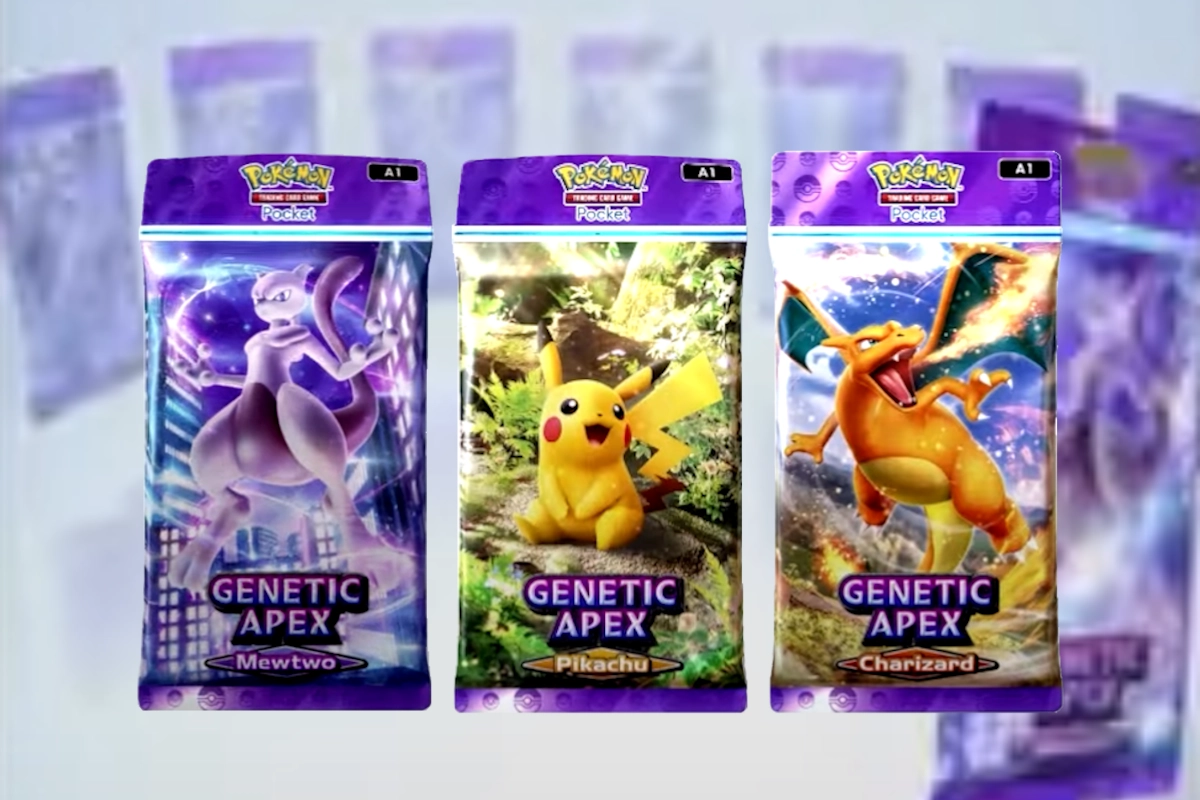 Pokémon
TRADING CARD GAME
Pocket
A1
GENETIC
APEX
Mewtwo
Pokémon
TRADING CARD GAME
Pocket
A1
GENETIC
APEX
Pikachu
Pokémon
TRADING CARD GAME
Pocket
A1
GENETIC
APEX
Charizard